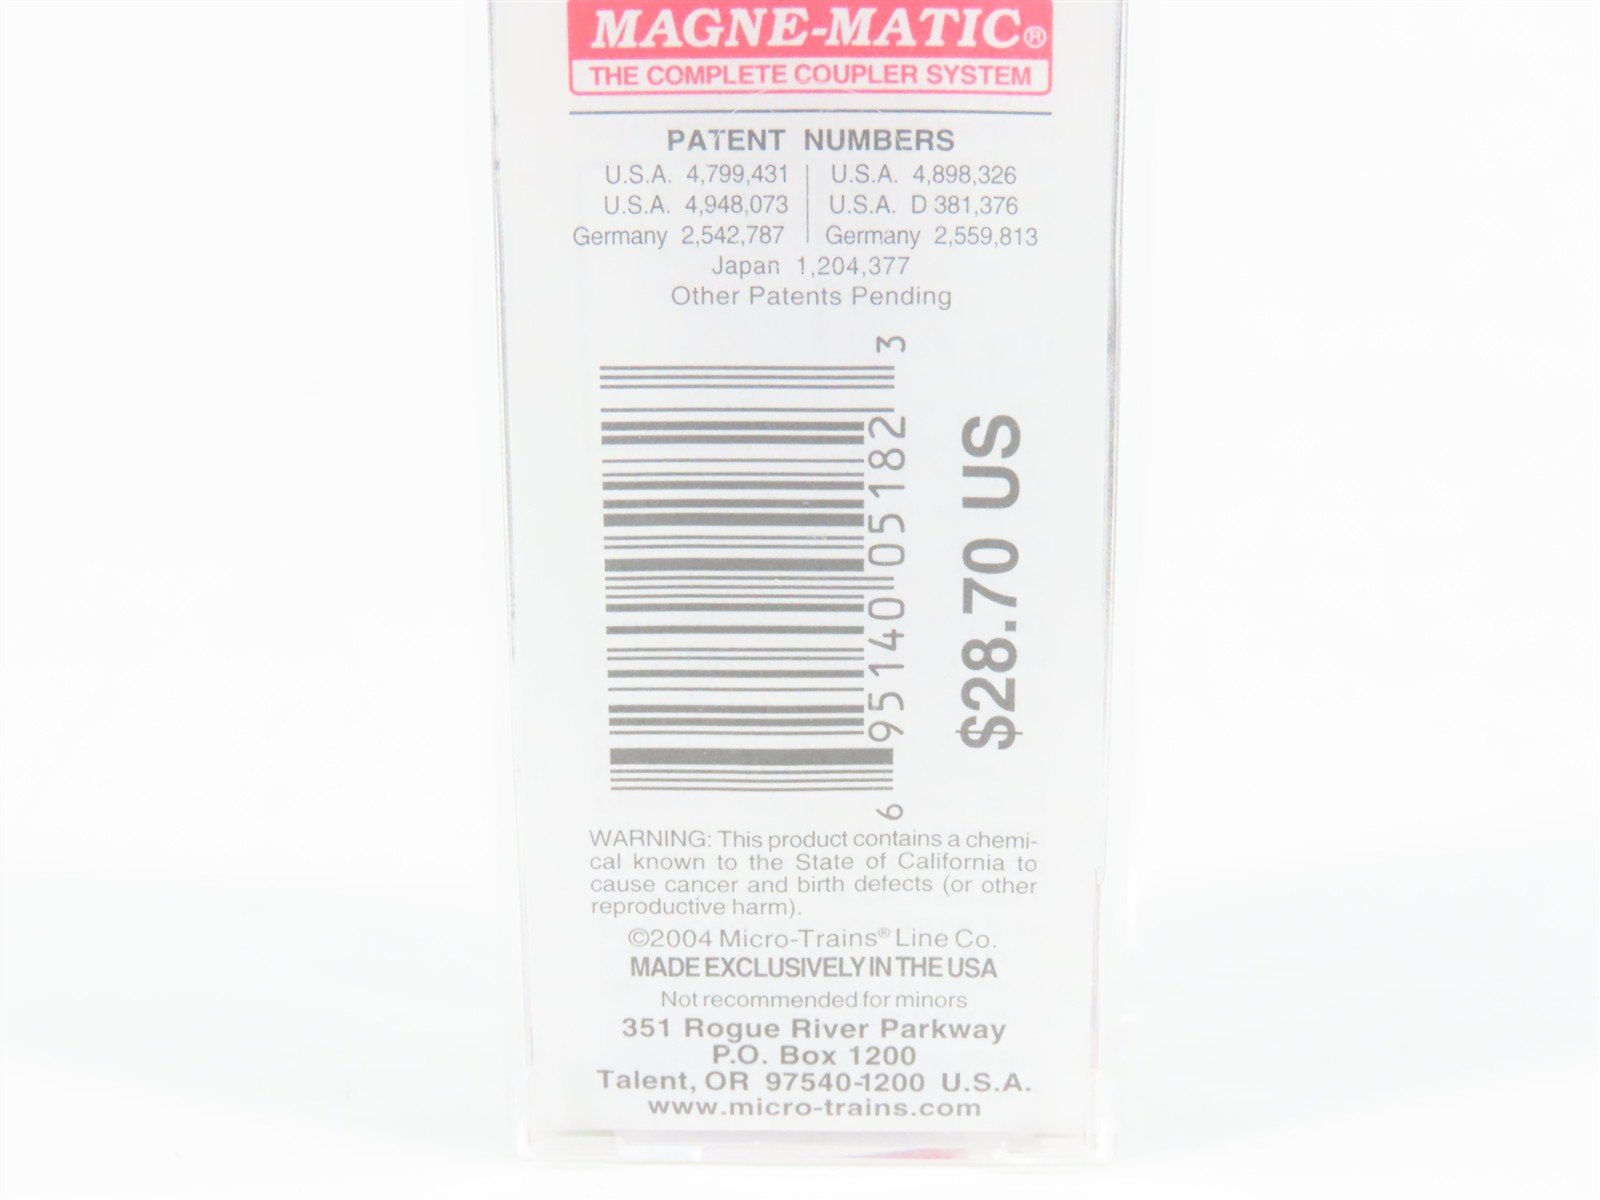 MAGNE-MATIC®
THE COMPLETE COUPLER SYSTEM
PATENT NUMBERS
U.S.A. 4,799,431 | U.S.A. 4,898,326
U.S.A. 4,948,073 | U.S.A. D 381,376
Germany 2,542,787 | Germany 2,559,813
Japan 1,204,377
Other Patents Pending
6 95140 05182 3
$28.70 US
WARNING: This product contains a chemi-
cal known to the State of California to
cause cancer and birth defects (or other
reproductive harm).
©2004 Micro-Trains® Line Co.
MADE EXCLUSIVELY IN THE USA
Not recommended for minors
351 Rogue River Parkway
P.O. Box 1200
Talent, OR 97540-1200 U.S.A.
www.micro-trains.com